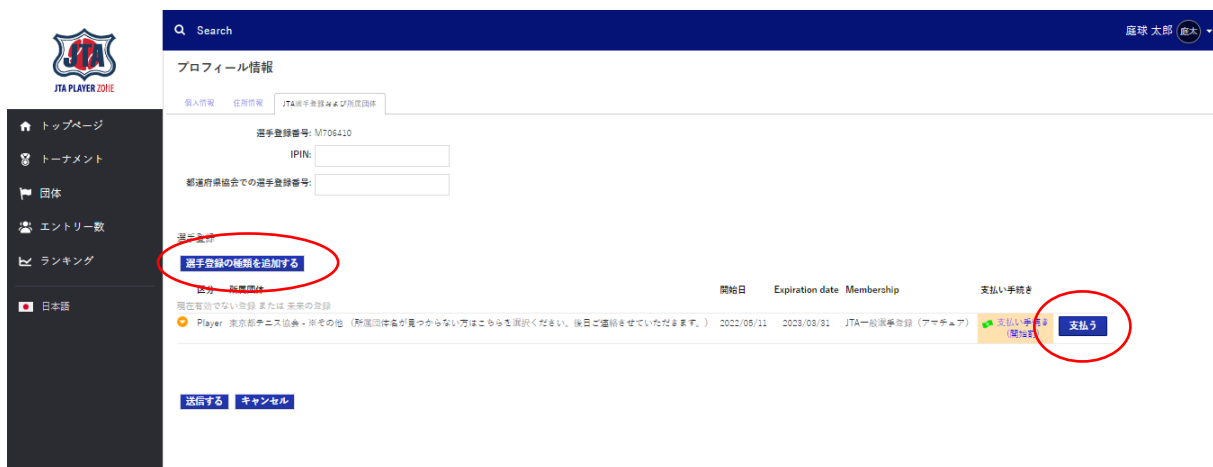 JTA
JTA PLAYER ZONE
Search
庭球 太郎 庭太
プロフィール情報
個人情報 住所情報 JTA選手登録および所属団体
トップページ
トーナメント
団体
エントリー数
ランキング
日本語
選手登録番号: M706410
IPIN:
都道府県協会での選手登録番号:
選手登録
選手登録の種類を追加する
区分 所属団体 開始日 Expiration date Membership 支払い手続き
現在有効でない登録 または 未来の登録
Player 東京都テニス協会 - ※その他 (所属団体名が見つからない方はこちらを選択ください。後日ご連絡させていただきます。) 2022/05/11 2023/03/31 JTA一般選手登録 (アマチュア) 支払い手続き 支払う
送信する キャンセル